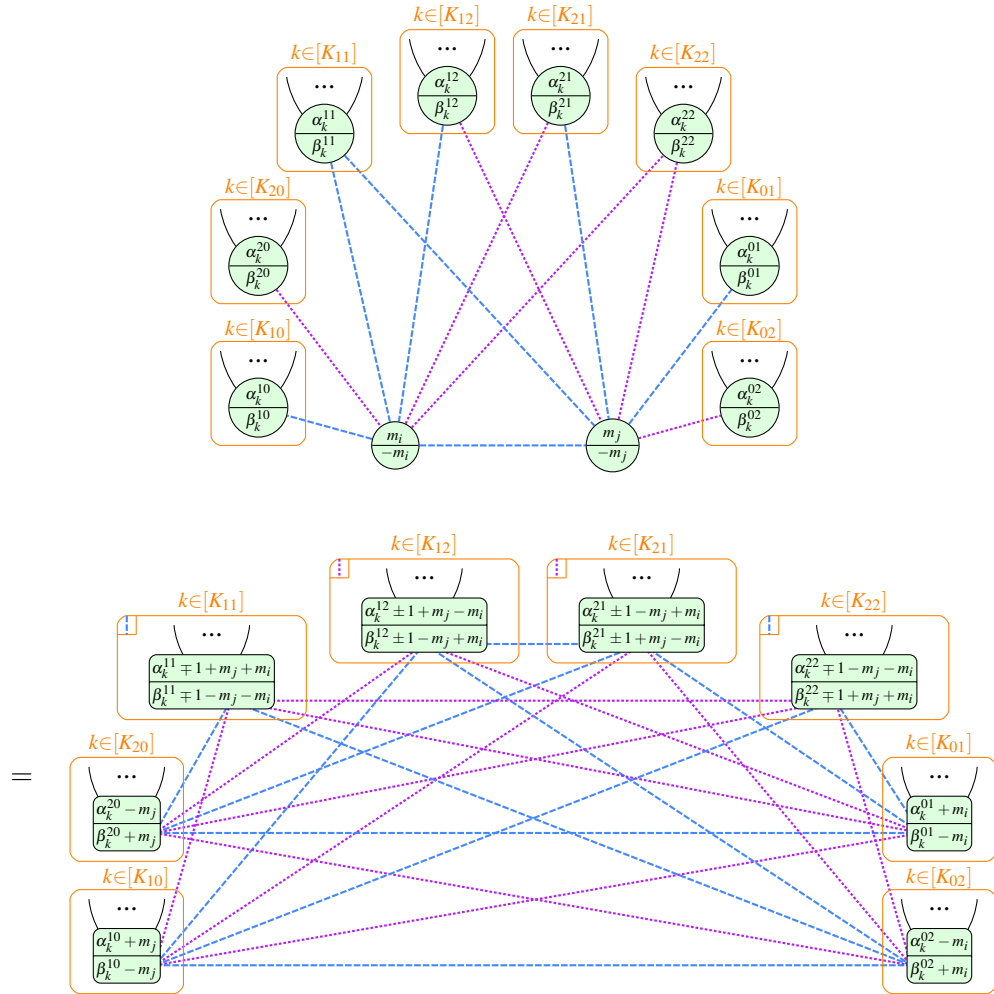 k∈[K₁₂] k∈[K₂₁]
k∈[K₁₁] ... ... k∈[K₂₂]
... α_k^{12} α_k^{21} ...
α_k^{11} β_k^{12} β_k^{21} α_k^{22}
β_k^{11} β_k^{22}
k∈[K₂₀] k∈[K₀₁]
... ...
α_k^{20} α_k^{01}
β_k^{20} β_k^{01}
k∈[K₁₀] k∈[K₀₂]
... ...
α_k^{10} α_k^{02}
β_k^{10} β_k^{02}
m_i m_j
−m_i −m_j
k∈[K₁₂] k∈[K₂₁]
... ...
k∈[K₁₁] k∈[K₂₂]
α_k^{12} ± 1 + m_j − m_i α_k^{21} ± 1 − m_j + m_i
β_k^{12} ± 1 − m_j + m_i β_k^{21} ± 1 + m_j − m_i
... ...
α_k^{11} ∓ 1 + m_j + m_i α_k^{22} ∓ 1 − m_j − m_i
β_k^{11} ∓ 1 − m_j − m_i β_k^{22} ∓ 1 + m_j + m_i
k∈[K₂₀] k∈[K₀₁]
= ... ...
α_k^{20} − m_j α_k^{01} + m_i
β_k^{20} + m_j β_k^{01} − m_i
k∈[K₁₀] k∈[K₀₂]
... ...
α_k^{10} + m_j α_k^{02} − m_i
β_k^{10} − m_j β_k^{02} + m_i